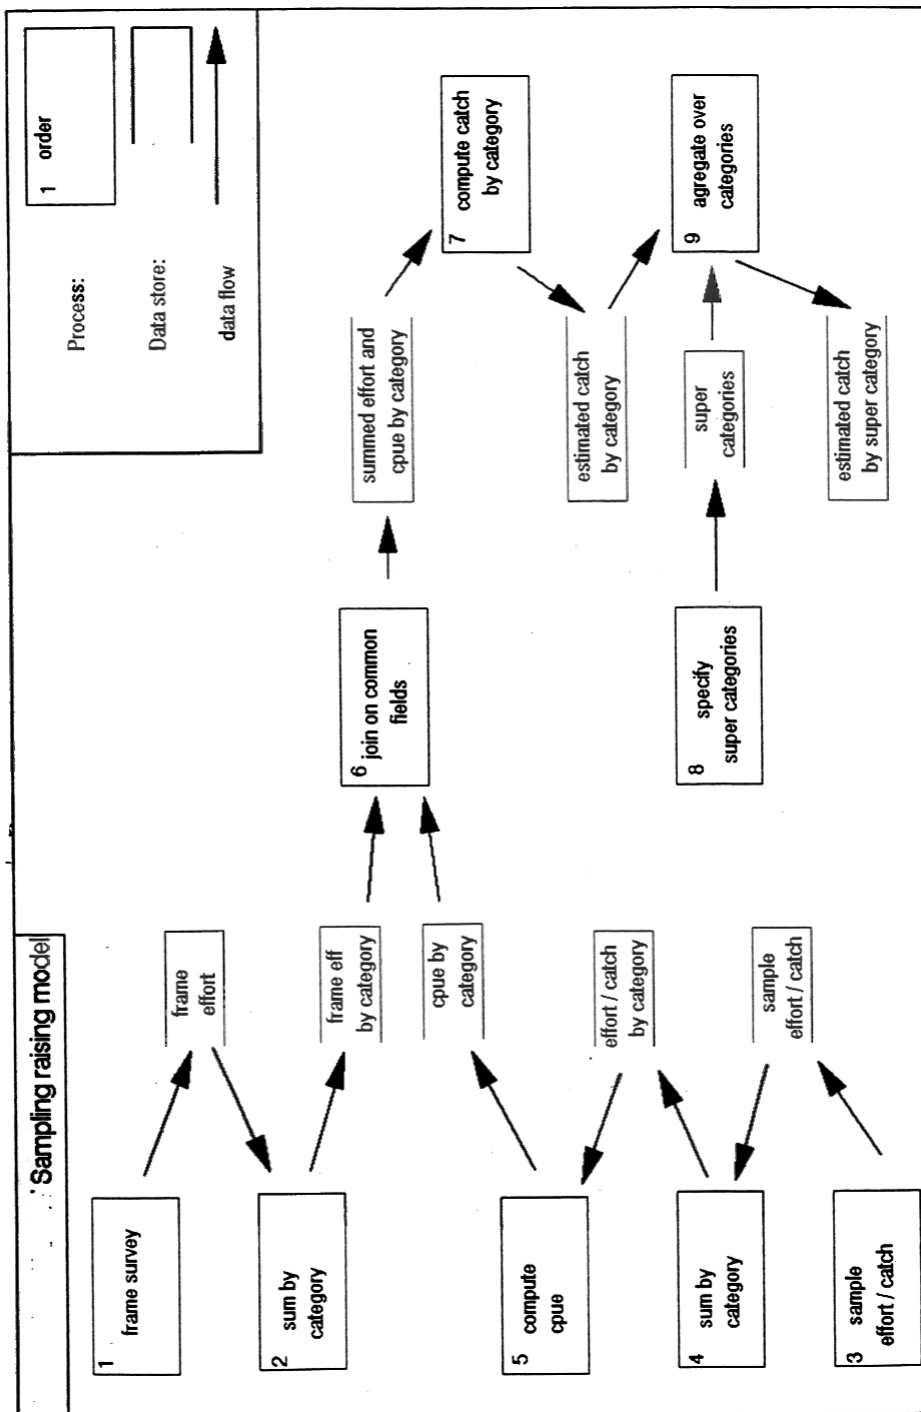 Sampling raising model
Process:
1 order
Data store:
data flow
1
frame survey
frame
effort
2
sum by
category
frame eff
by category
cpue by
category
5
compute
cpue
effort / catch
by category
4
sum by
category
sample
effort / catch
3
sample
effort / catch
6
join on common
fields
summed effort and
cpue by category
7
compute catch
by category
estimated catch
by category
8
specify
super categories
super
categories
9
agregate over
categories
estimated catch
by super category